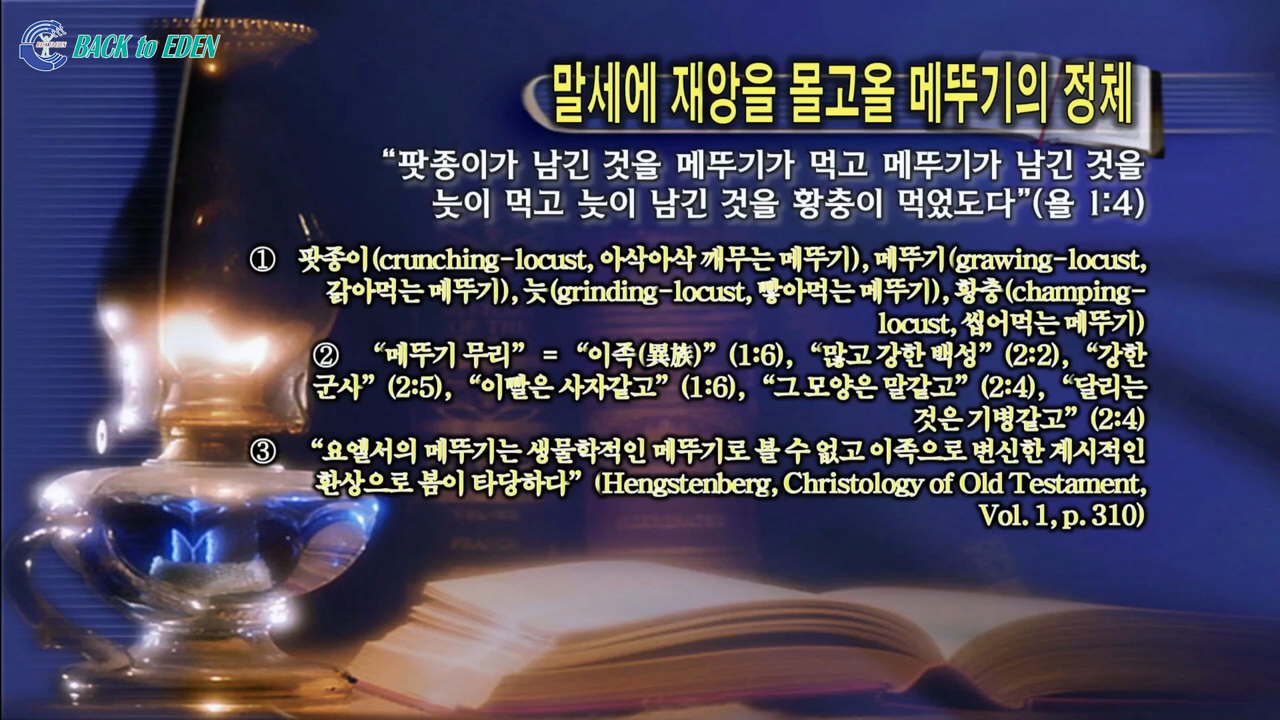 BACK to EDEN
말세에 재앙을 몰고올 메뚜기의 정체
“팟종이가 남긴 것을 메뚜기가 먹고 메뚜기가 남긴 것을
늣이 먹고 늣이 남긴 것을 황충이 먹었도다”(욜 1:4)
① 팟종이(crunching-locust, 아삭아삭 깨무는 메뚜기), 메뚜기(grawing-locust,
갉아먹는 메뚜기), 늣(grinding-locust, 빻아먹는 메뚜기), 황충(champing-
locust, 씹어먹는 메뚜기)
② “메뚜기 무리” = “이족(異族)” (1:6), “많고 강한 백성” (2:2), “강한
군사” (2:5), “이빨은 사자같고” (1:6), “그 모양은 말같고” (2:4), “달리는
것은 기병같고” (2:4)
③ “요엘서의 메뚜기는 생물학적인 메뚜기로 볼 수 없고 이족으로 변신한 계시적인
환상으로 봄이 타당하다” (Hengstenberg, Christology of Old Testament,
Vol. 1, p. 310)